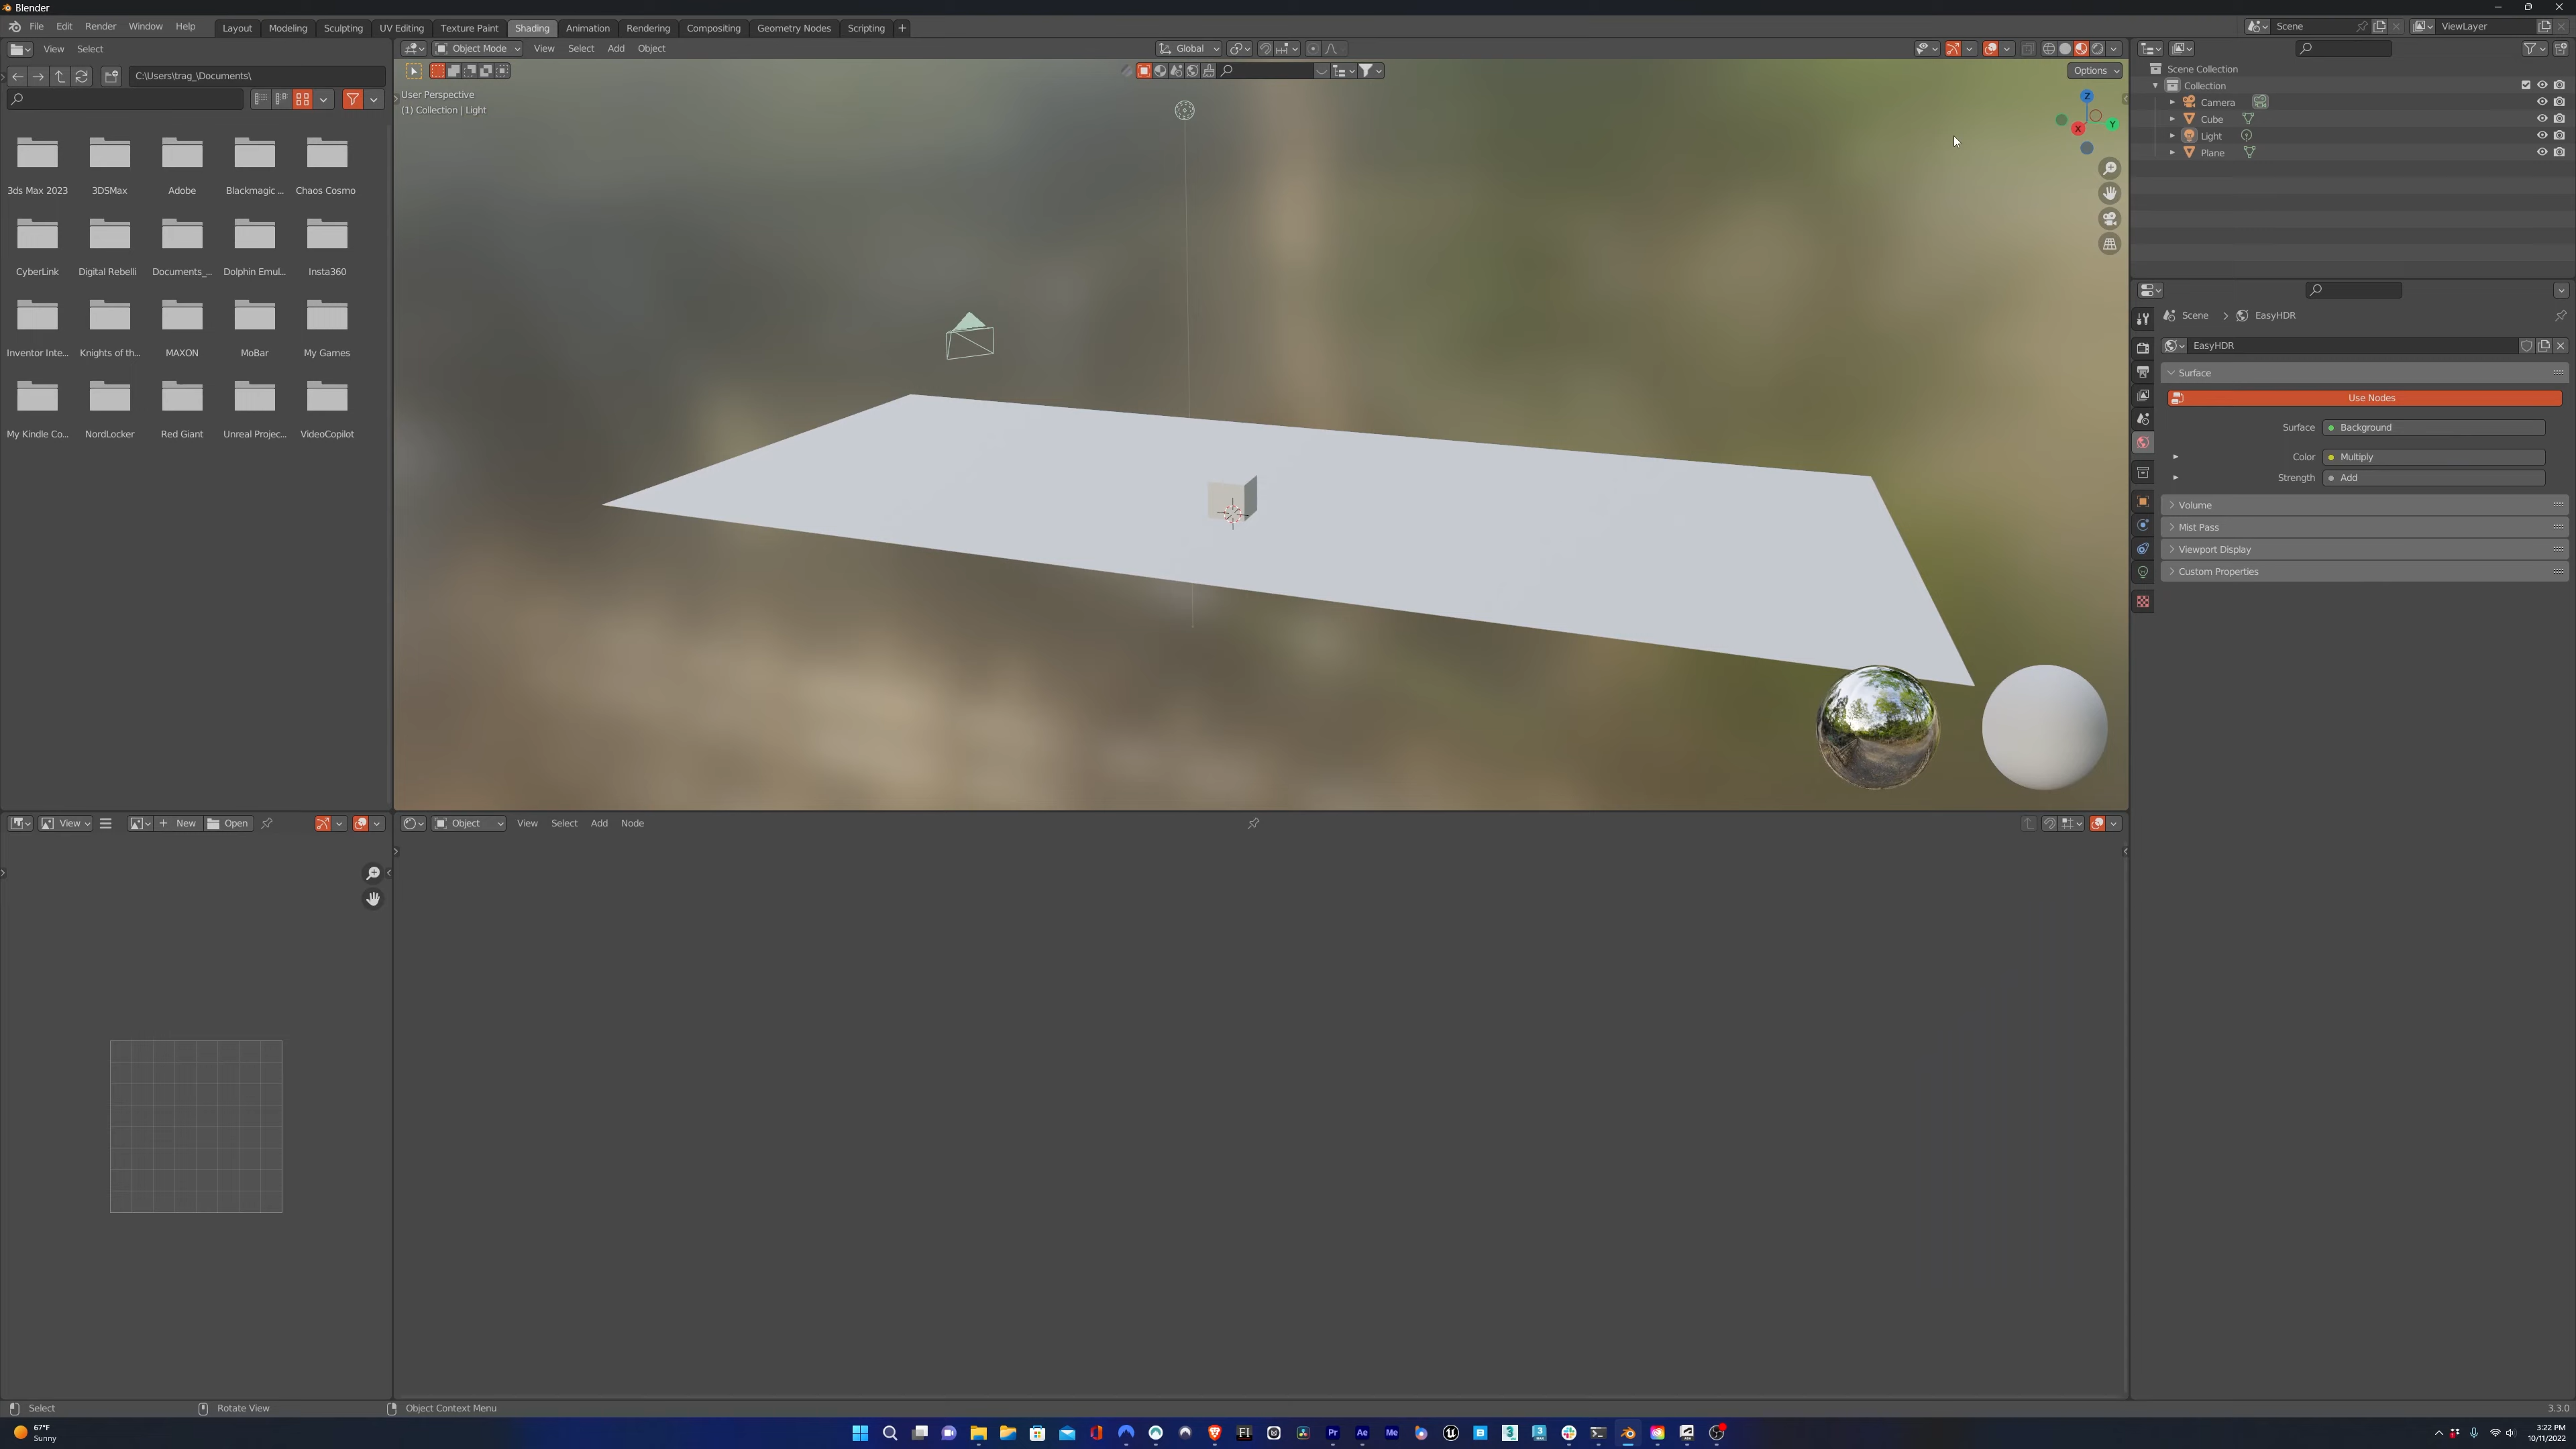 Blender
File Edit Render Window Help
Layout Modeling Sculpting UV Editing Texture Paint Shading Animation Rendering Compositing Geometry Nodes Scripting +
Scene
ViewLayer
View Select
Object Mode View Select Add Object
Global
C:\Users\trag_\Documents\
Options
User Perspective
(1) Collection | Light
Z
X
Y
Scene Collection
Collection
Camera
Cube
Light
Plane
3ds Max 2023 3DSMax Adobe Blackmagic ... Chaos Cosmo
CyberLink Digital Rebelli Documents_... Dolphin Emul... Insta360
Inventor Inte... Knights of th... MAXON MoBar My Games
My Kindle Co... NordLocker Red Giant Unreal Projec... VideoCopilot
Scene > EasyHDR
EasyHDR
Surface
Use Nodes
Surface Background
Color Multiply
Strength Add
Volume
Mist Pass
Viewport Display
Custom Properties
View + New Open
Object View Select Add Node
Select Rotate View Object Context Menu
3.3.0
67°F
Sunny
Pr Ae Me
3:22 PM
10/11/2022